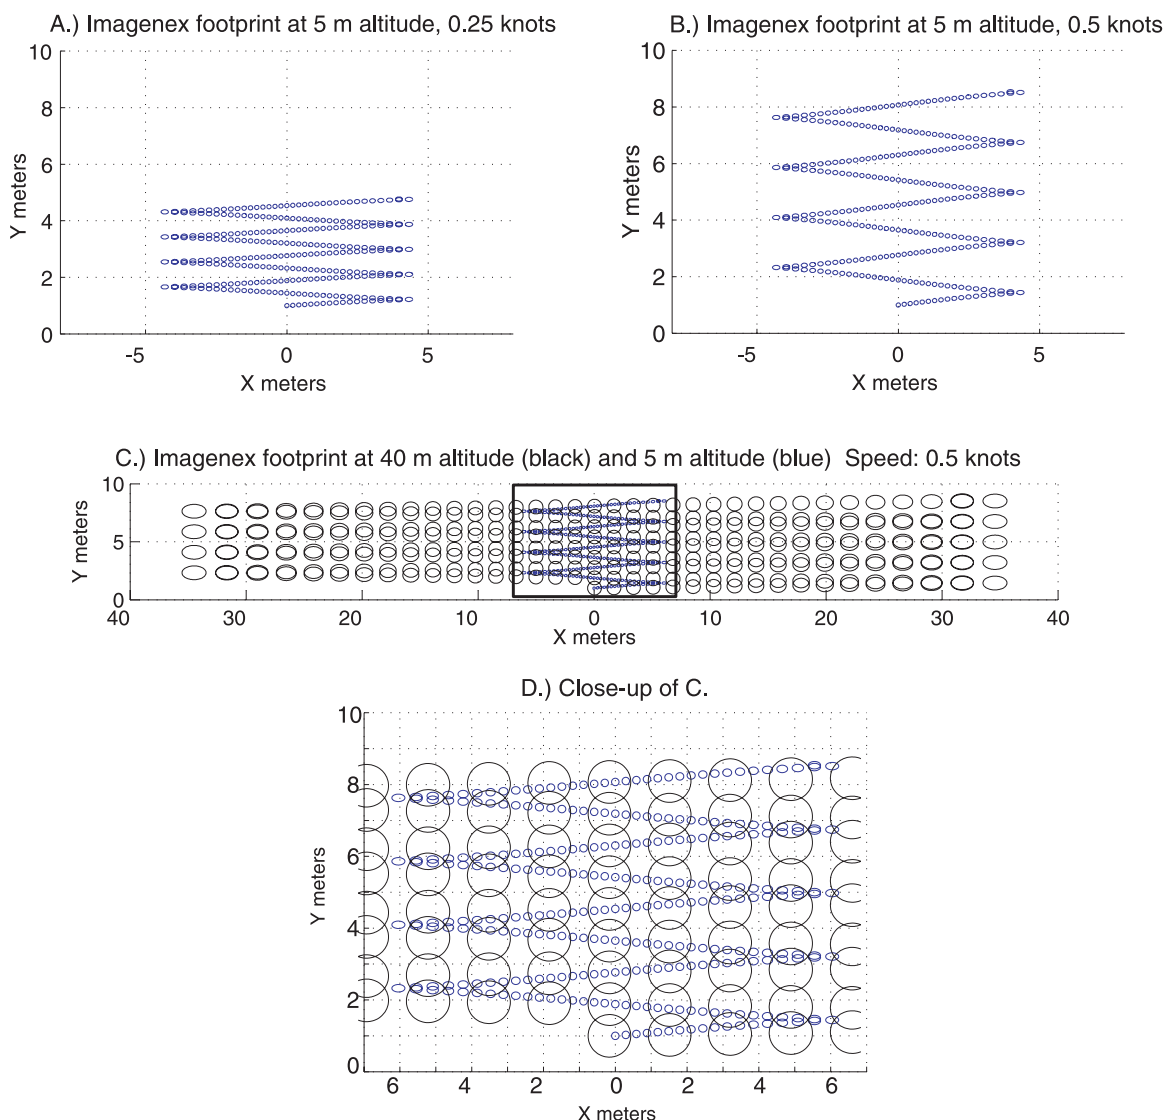 A.) Imagenex footprint at 5 m altitude, 0.25 knots
10
8
6
4
2
0
Y meters
-5 0 5
X meters
B.) Imagenex footprint at 5 m altitude, 0.5 knots
10
8
6
4
2
0
Y meters
-5 0 5
X meters
C.) Imagenex footprint at 40 m altitude (black) and 5 m altitude (blue) Speed: 0.5 knots
10
5
0
Y meters
40 30 20 10 0 10 20 30 40
X meters
D.) Close-up of C.
10
8
6
4
2
0
Y meters
6 4 2 0 2 4 6
X meters